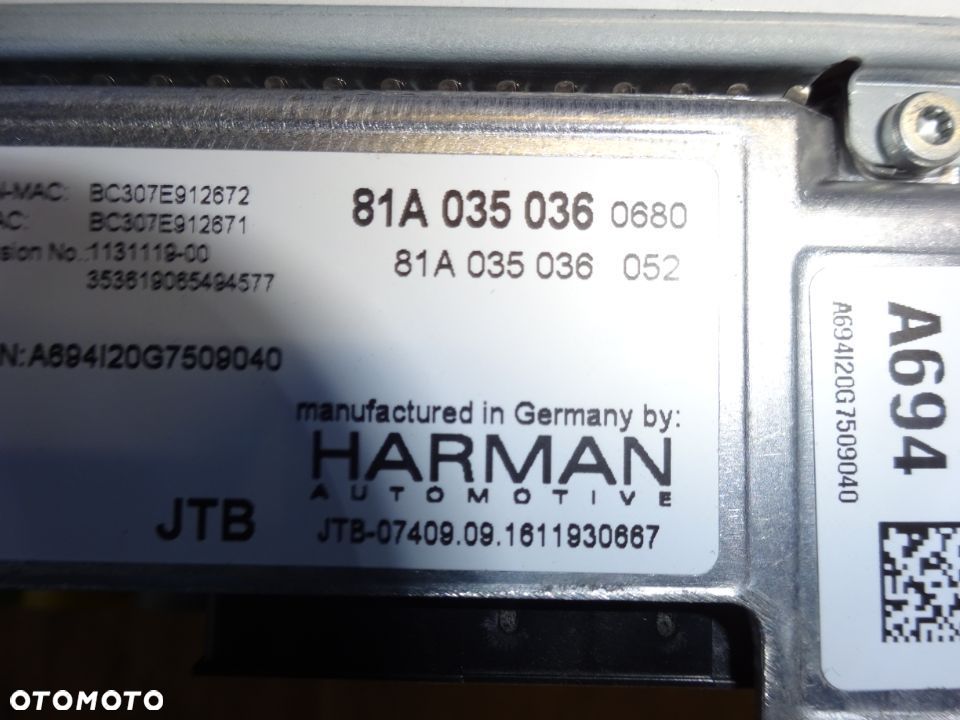 N-MAC: BC307E912672
AC: BC307E912671
sion No.:1131119-00
353619065494577
81A 035 036 0680
81A 035 036 052
N:A694I20G7509040
manufactured in Germany by:
HARMAN
AUTOMOTIVE
JTB
JTB-07409.09.1611930667
A694
A694I20G7509040
OTOMOTO